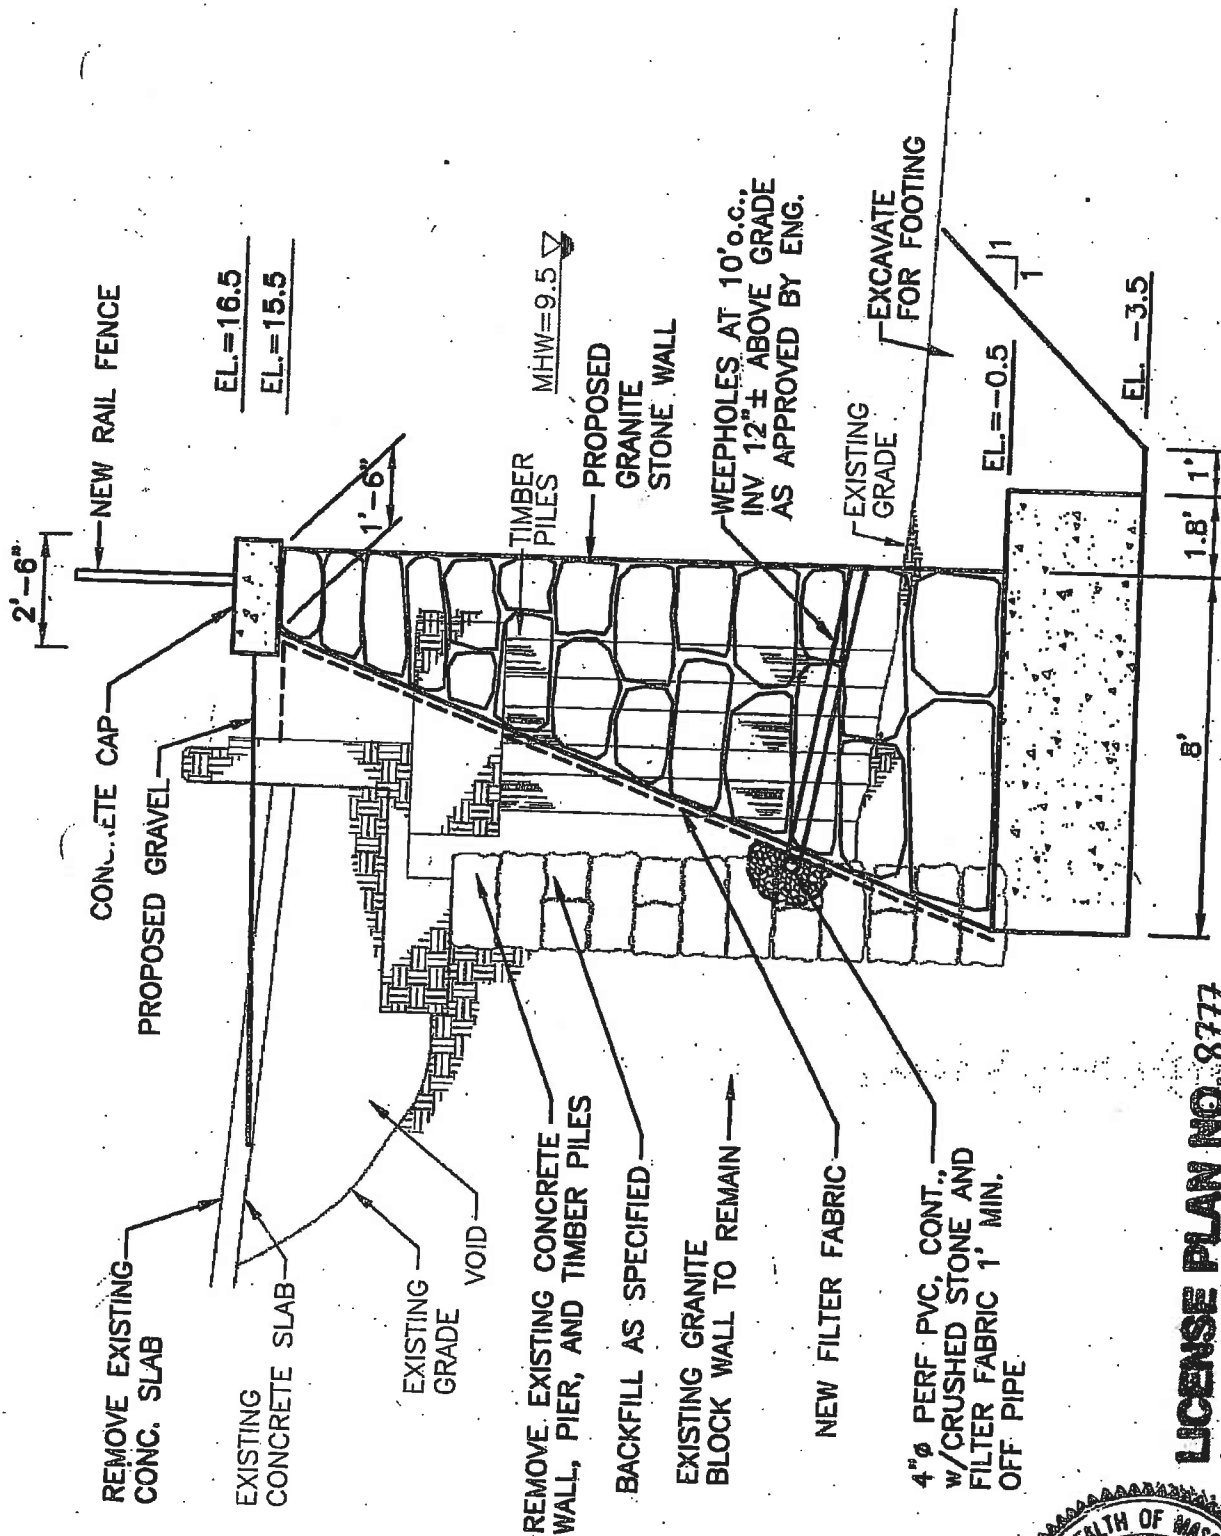 NEW RAIL FENCE
2'-6"
EL.=16.5
EL.=15.5
CONCRETE CAP
PROPOSED GRAVEL
1'-6"
MHW=9.5
TIMBER
PILES
PROPOSED
GRANITE
STONE WALL
WEEPHOLES AT 10'o.c.,
INV 12"± ABOVE GRADE
AS APPROVED BY ENG.
EXISTING
GRADE
EXCAVATE
FOR FOOTING
1
1
EL.=-0.5
EL. -3.5
8'
1.8'
1'
REMOVE EXISTING
CONC. SLAB
EXISTING
CONCRETE SLAB
EXISTING
GRADE
VOID
REMOVE EXISTING CONCRETE
WALL, PIER, AND TIMBER PILES
BACKFILL AS SPECIFIED
EXISTING GRANITE
BLOCK WALL TO REMAIN
NEW FILTER FABRIC
4"ø PERF PVC, CONT.,
w/CRUSHED STONE AND
FILTER FABRIC 1' MIN.
OFF PIPE
LICENSE PLAN NO. 8777
OF